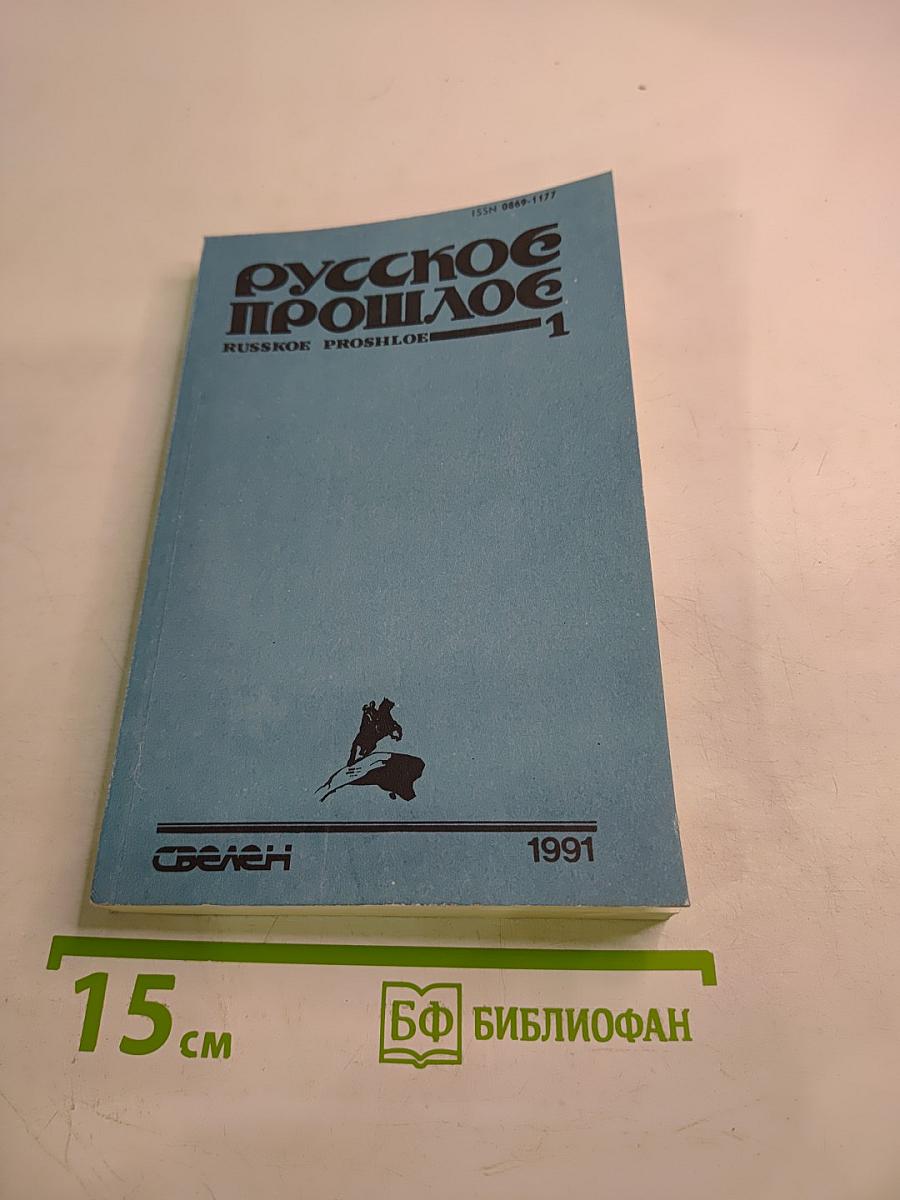 ISSN 0869-1177
РУССКОЕ
ПРОШЛОЕ
RUSSKOE PROSHLOE 1
СВЕЛЕН 1991
15 см БФ БИБЛИОФАН